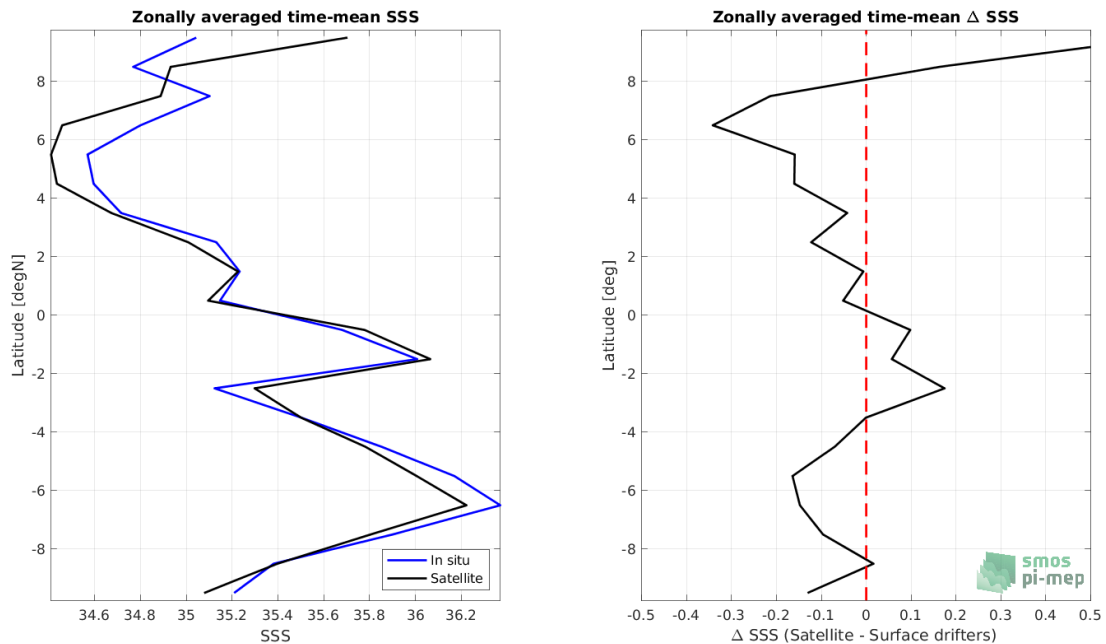 Zonally averaged time-mean SSS
Latitude [degN]
8
6
4
2
0
-2
-4
-6
-8
34.6 34.8 35 35.2 35.4 35.6 35.8 36 36.2
SSS
In situ
Satellite
Zonally averaged time-mean Δ SSS
Latitude [deg]
8
6
4
2
0
-2
-4
-6
-8
-0.5 -0.4 -0.3 -0.2 -0.1 0 0.1 0.2 0.3 0.4 0.5
Δ SSS (Satellite - Surface drifters)
smos
pi-mep